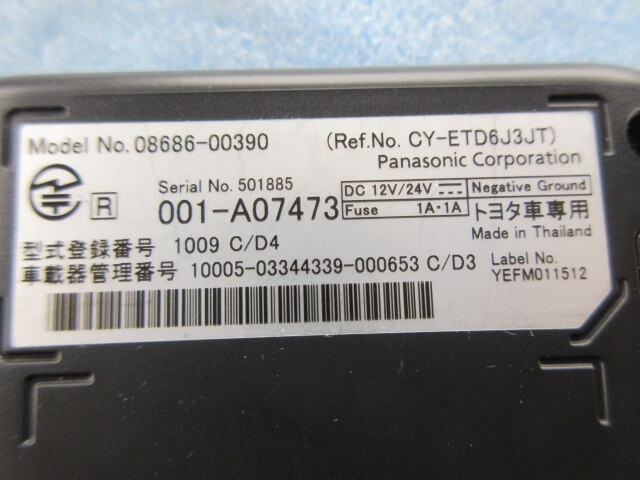 Model No. 08686-00390 (Ref.No. CY-ETD6J3JT)
Panasonic Corporation
Serial No. 501885
R 001-A07473
DC 12V/24V Negative Ground
Fuse 1A·1A トヨタ車専用
Made in Thailand
型式登録番号 1009 C/D4
車載器管理番号 10005-03344339-000653 C/D3
Label No.
YEFM011512